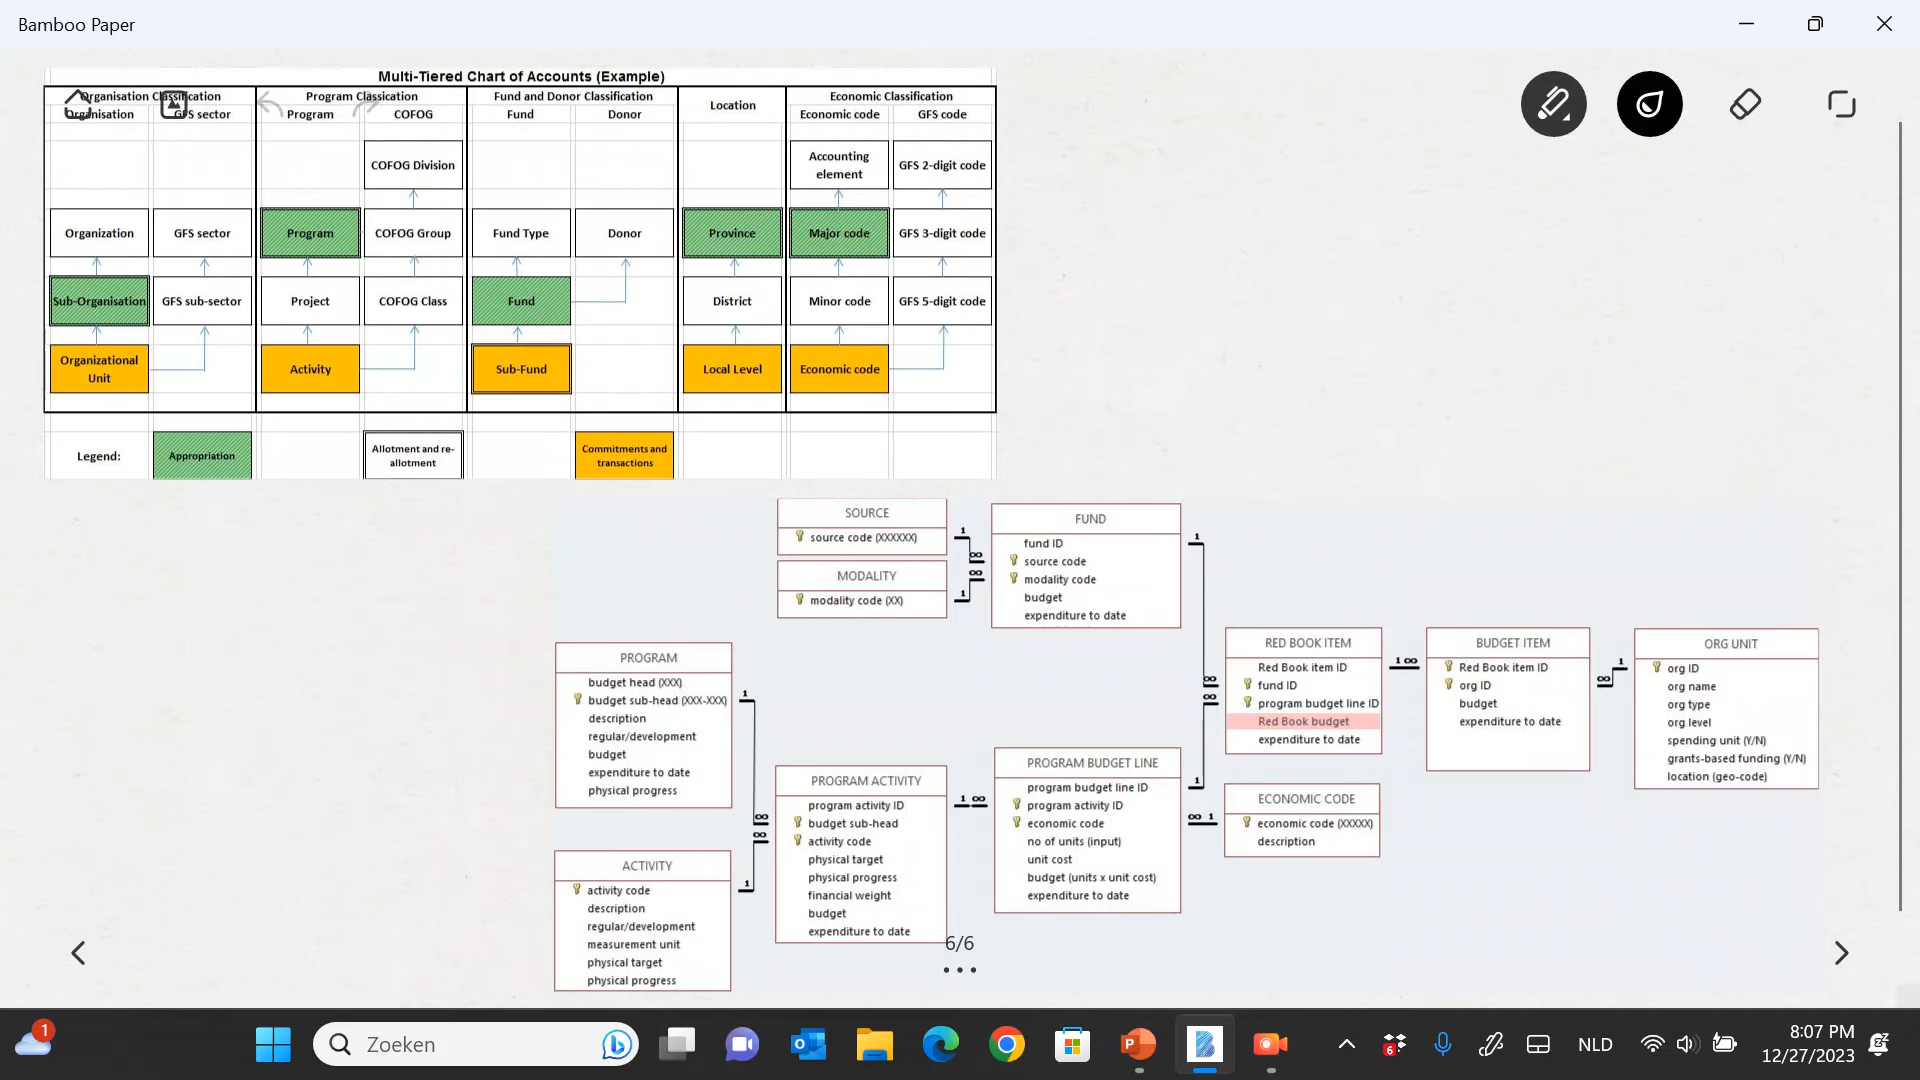 Bamboo Paper
Multi-Tiered Chart of Accounts (Example)
Organisation Classification
Program Classication
Fund and Donor Classification
Location
Economic Classification
Organisation
GFS sector
Program
COFOG
Fund
Donor
Economic code
GFS code
COFOG Division
Accounting
element
GFS 2-digit code
Organization
GFS sector
Program
COFOG Group
Fund Type
Donor
Province
Major code
GFS 3-digit code
Sub-Organisation
GFS sub-sector
Project
COFOG Class
Fund
District
Minor code
GFS 5-digit code
Organizational
Unit
Activity
Sub-Fund
Local Level
Economic code
Legend:
Appropriation
Allotment and re-
allotment
Commitments and
transactions
SOURCE
source code (XXXXXX)
1
∞
MODALITY
modality code (XX)
1
∞
FUND
fund ID
source code
modality code
budget
expenditure to date
1
∞
PROGRAM
budget head (XXX)
budget sub-head (XXX-XXX)
description
regular/development
budget
expenditure to date
physical progress
1
∞
ACTIVITY
activity code
description
regular/development
measurement unit
physical target
physical progress
1
∞
PROGRAM ACTIVITY
program activity ID
budget sub-head
activity code
physical target
physical progress
financial weight
budget
expenditure to date
1 ∞
PROGRAM BUDGET LINE
program budget line ID
program activity ID
economic code
no of units (input)
unit cost
budget (units x unit cost)
expenditure to date
1
∞
∞ 1
RED BOOK ITEM
Red Book item ID
fund ID
program budget line ID
Red Book budget
expenditure to date
1 ∞
ECONOMIC CODE
economic code (XXXXX)
description
BUDGET ITEM
Red Book item ID
org ID
budget
expenditure to date
∞
1
ORG UNIT
org ID
org name
org type
org level
spending unit (Y/N)
grants-based funding (Y/N)
location (geo-code)
6/6
1
Zoeken
6
NLD
8:07 PM
12/27/2023